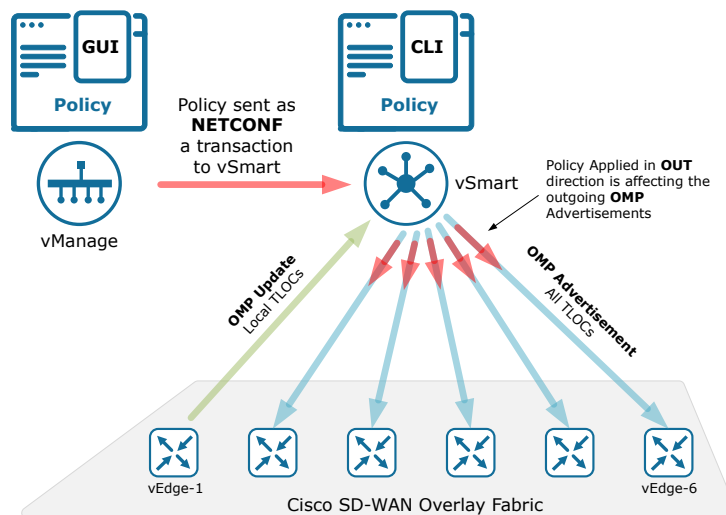 GUI
Policy
CLI
Policy
Policy sent as
NETCONF
a transaction
to vSmart
vManage
vSmart
Policy Applied in OUT
direction is affecting the
outgoing OMP
Advertisements
OMP Update
Local TLOCs
OMP Advertisement
All TLOCs
vEdge-1
vEdge-6
Cisco SD-WAN Overlay Fabric